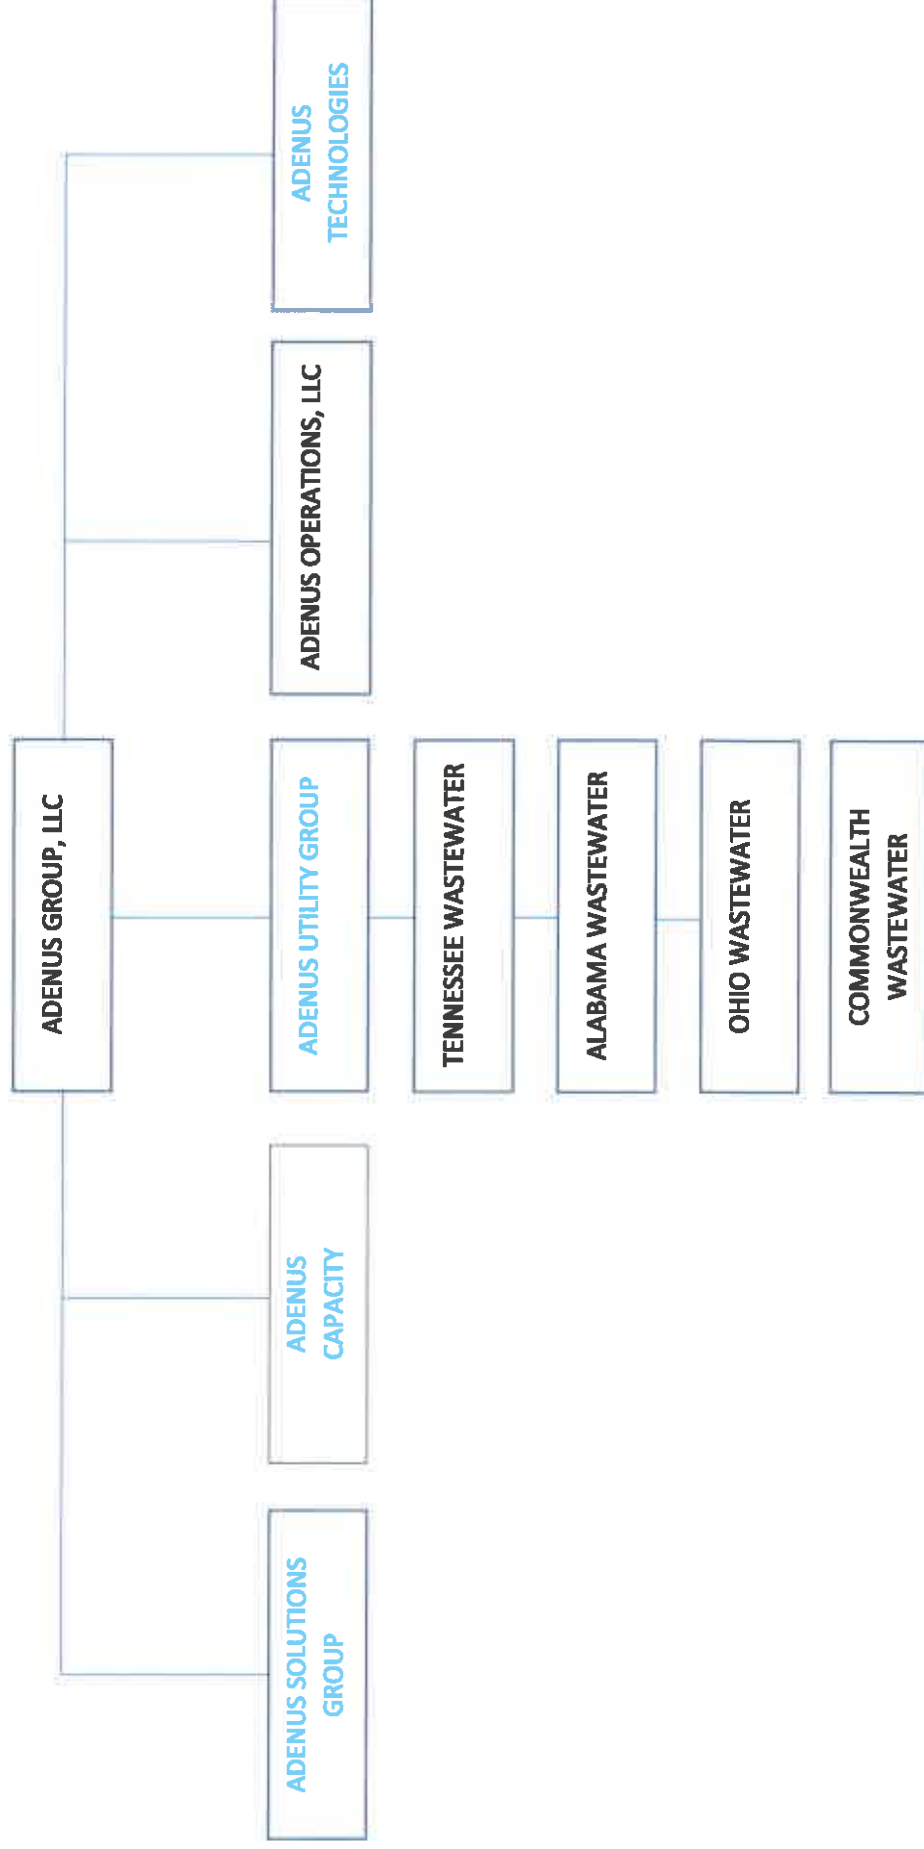 ADENUS GROUP, LLC
ADENUS SOLUTIONS
GROUP
ADENUS
CAPACITY
ADENUS UTILITY GROUP
ADENUS OPERATIONS, LLC
ADENUS
TECHNOLOGIES
TENNESSEE WASTEWATER
ALABAMA WASTEWATER
OHIO WASTEWATER
COMMONWEALTH
WASTEWATER